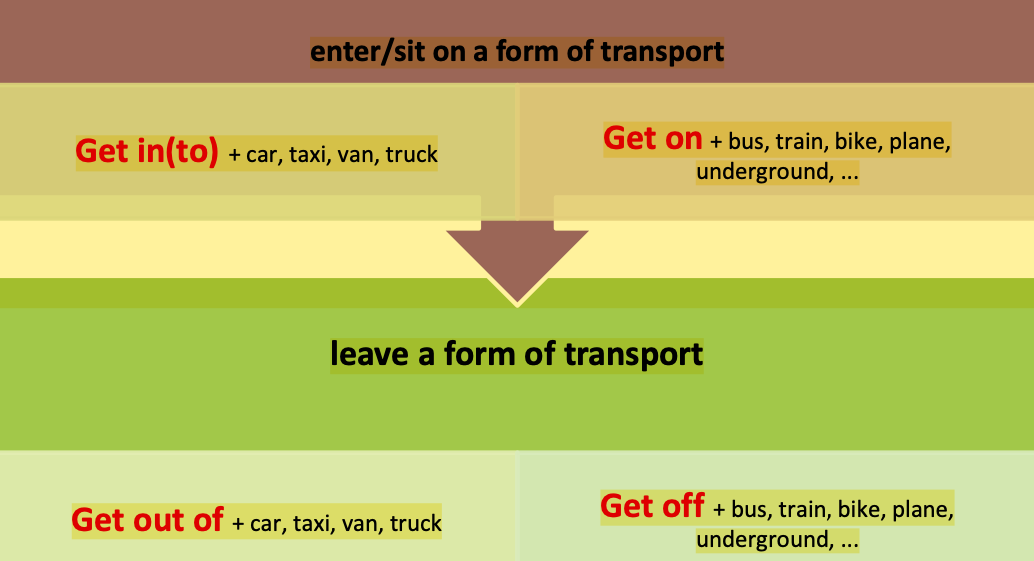 enter/sit on a form of transport
Get in(to) + car, taxi, van, truck
Get on + bus, train, bike, plane,
underground, ...
leave a form of transport
Get out of + car, taxi, van, truck
Get off + bus, train, bike, plane,
underground, ...